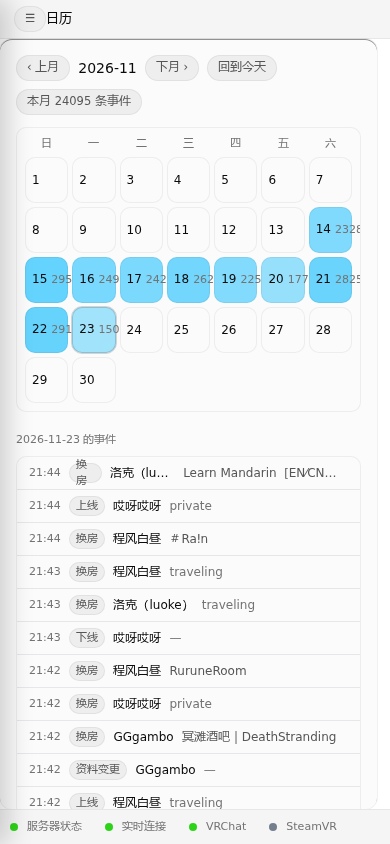 ☰ 日历
‹ 上月 2026-11 下月 › 回到今天
本月 24095 条事件
日 一 二 三 四 五 六
1 2 3 4 5 6 7
8 9 10 11 12 13 14 2328
15 295 16 249 17 242 18 262 19 225 20 177 21 2825
22 291 23 150 24 25 26 27 28
29 30
2026-11-23 的事件
21:44 换房 洛克（lu... Learn Mandarin [EN⁄CN...
21:44 上线 哎呀哎呀 private
21:44 换房 程风白昼 # Ra!n
21:43 换房 程风白昼 traveling
21:43 换房 洛克（luoke） traveling
21:43 下线 哎呀哎呀 —
21:42 换房 程风白昼 RuruneRoom
21:42 换房 哎呀哎呀 private
21:42 换房 GGgambo 冥滩酒吧 | DeathStranding
21:42 资料变更 GGgambo —
21:42 上线 程风白昼 traveling
服务器状态 实时连接 VRChat SteamVR